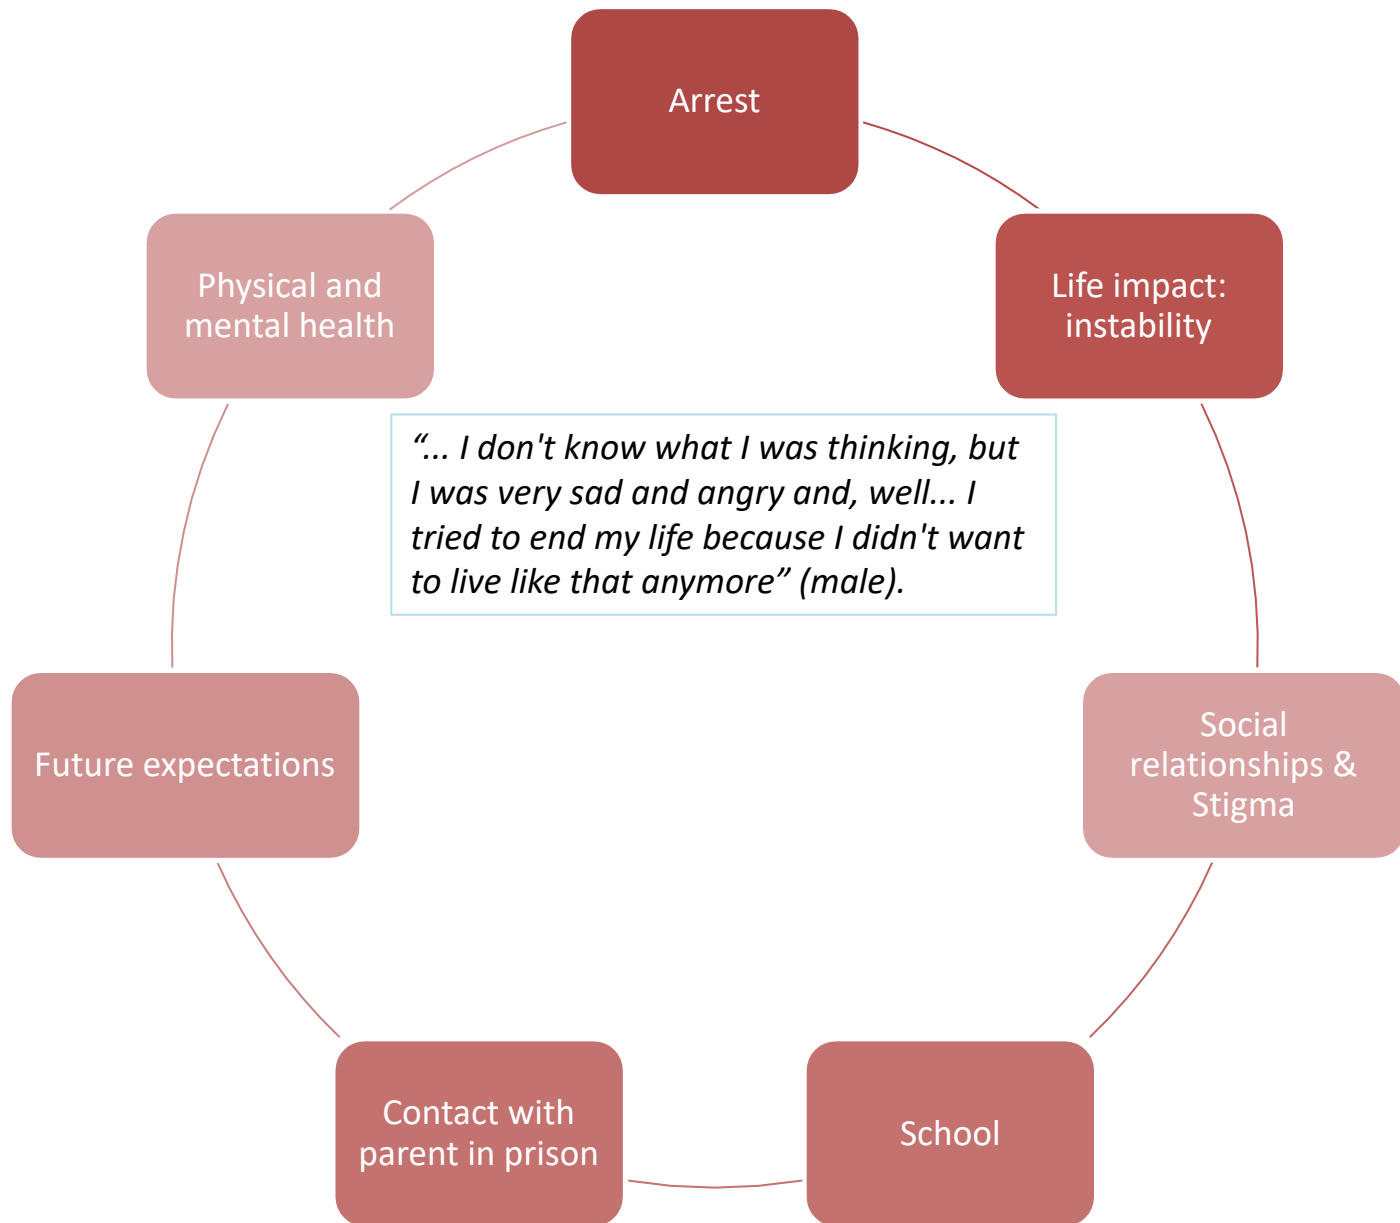 Arrest
Physical and
mental health
Life impact:
instability
“... I don't know what I was thinking, but
I was very sad and angry and, well... I
tried to end my life because I didn't want
to live like that anymore” (male).
Future expectations
Social
relationships &
Stigma
Contact with
parent in prison
School